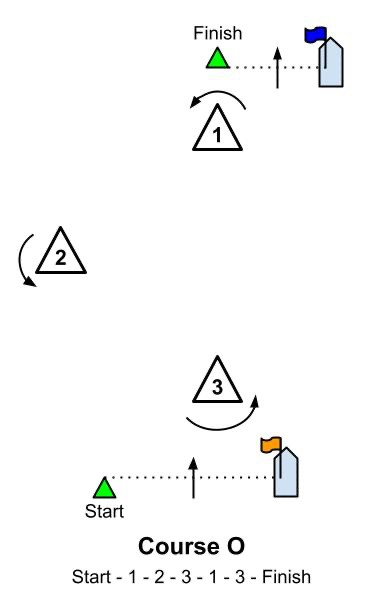 Finish
1
2
3
Start
Course O
Start - 1 - 2 - 3 - 1 - 3 - Finish